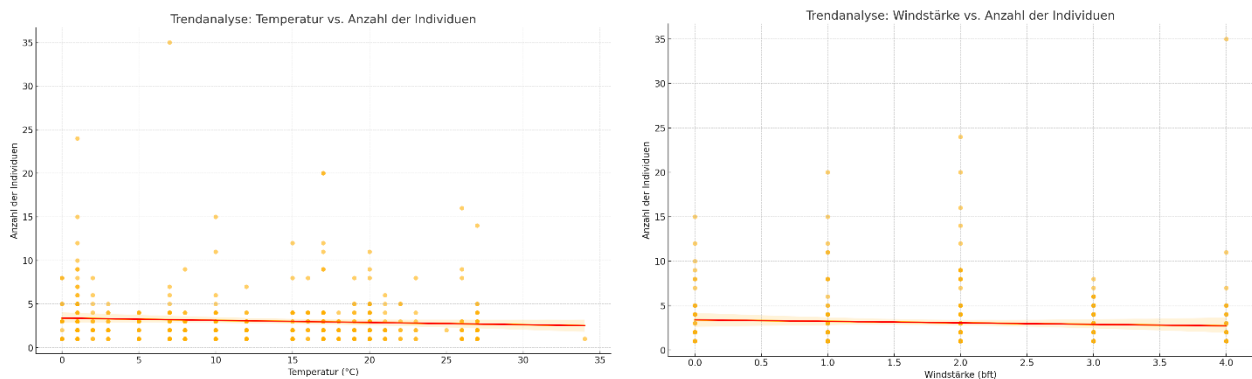 Trendanalyse: Temperatur vs. Anzahl der Individuen
35
30
25
20
15
10
5
0
Anzahl der Individuen
0 5 10 15 20 25 30 35
Temperatur (°C)
Trendanalyse: Windstärke vs. Anzahl der Individuen
35
30
25
20
15
10
5
0
Anzahl der Individuen
0.0 0.5 1.0 1.5 2.0 2.5 3.0 3.5 4.0
Windstärke (bft)